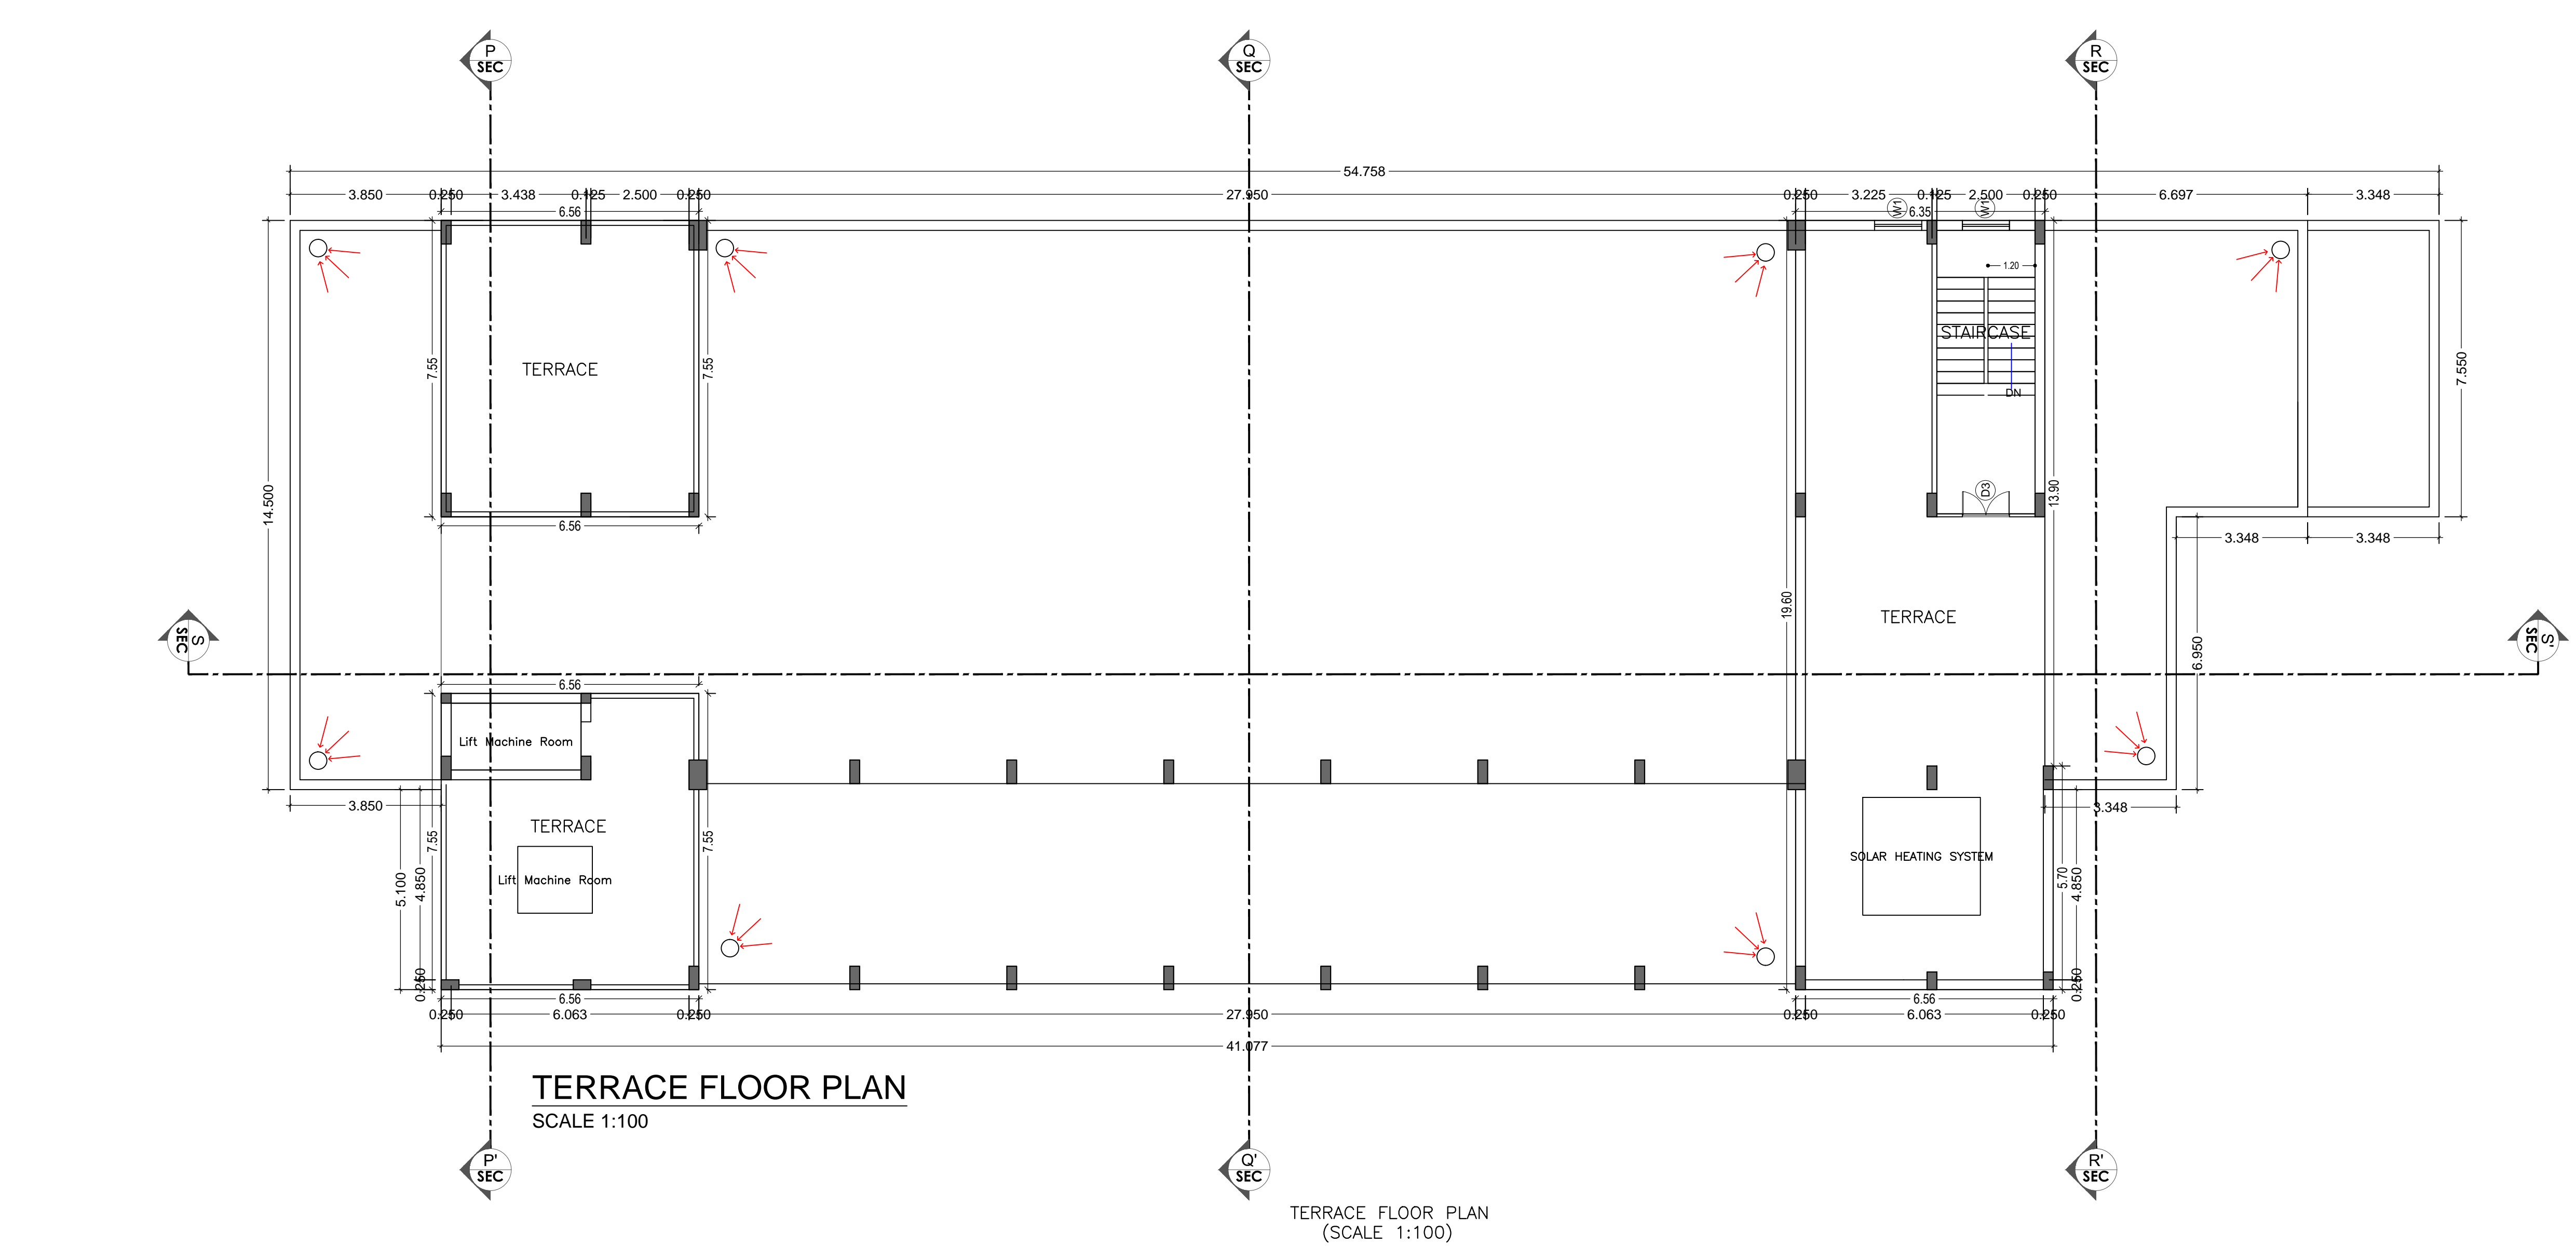 P
SEC
Q
SEC
R
SEC
54.758
3.850
0.250
3.438
0.125
2.500
0.250
27.950
0.250
3.225
0.125
2.500
0.250
6.697
3.348
6.56
W1
6.35
W1
1.20
STAIRCASE
DN
7.55
TERRACE
7.55
7.550
14.500
D3
13.90
6.56
3.348
3.348
19.60
TERRACE
S
SEC
S'
SEC
6.950
6.56
Lift Machine Room
3.850
3.348
TERRACE
7.55
7.55
5.100
4.850
Lift Machine Room
SOLAR HEATING SYSTEM
5.70
4.850
0.250
0.250
6.56
6.56
0.250
6.063
0.250
27.950
0.250
6.063
0.250
41.077
TERRACE FLOOR PLAN
SCALE 1:100
P'
SEC
Q'
SEC
R'
SEC
TERRACE FLOOR PLAN
(SCALE 1:100)